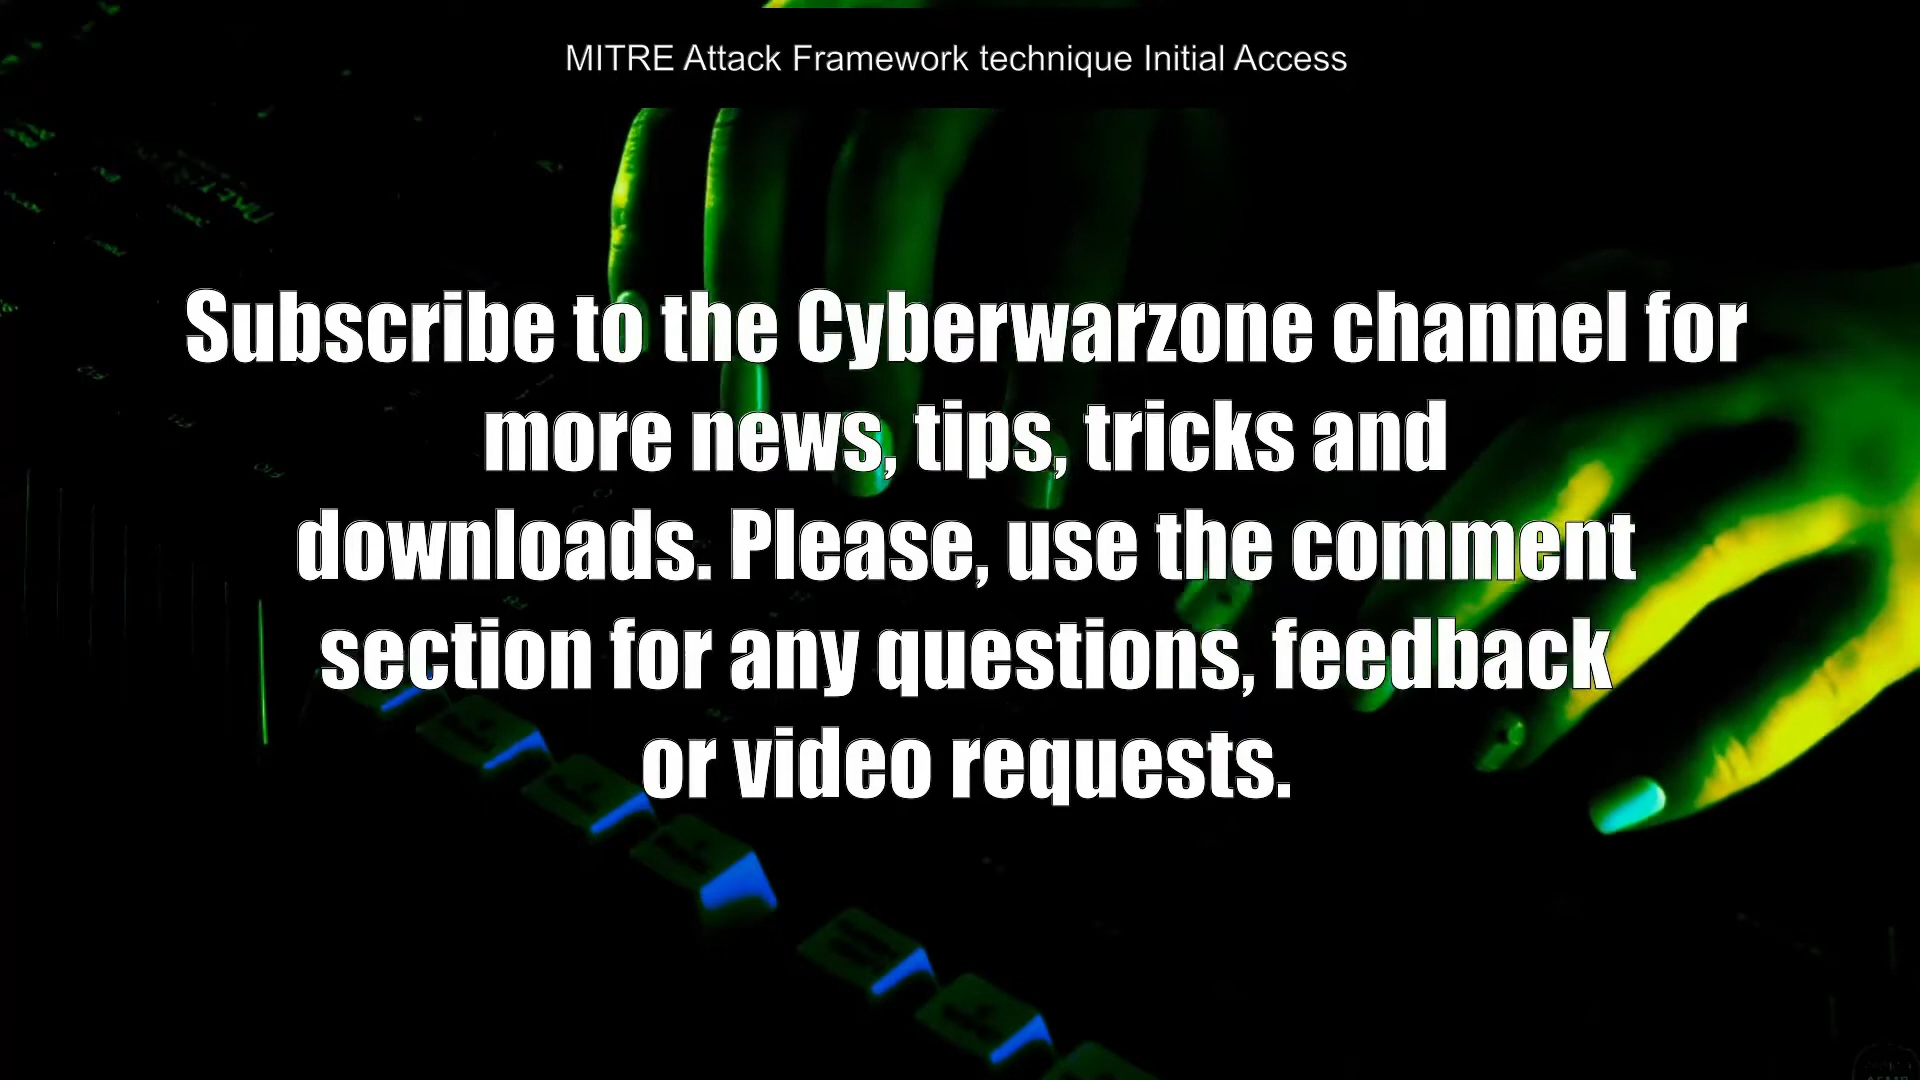 MITRE Attack Framework technique Initial Access
Subscribe to the Cyberwarzone channel for
more news, tips, tricks and
downloads. Please, use the comment
section for any questions, feedback
or video requests.